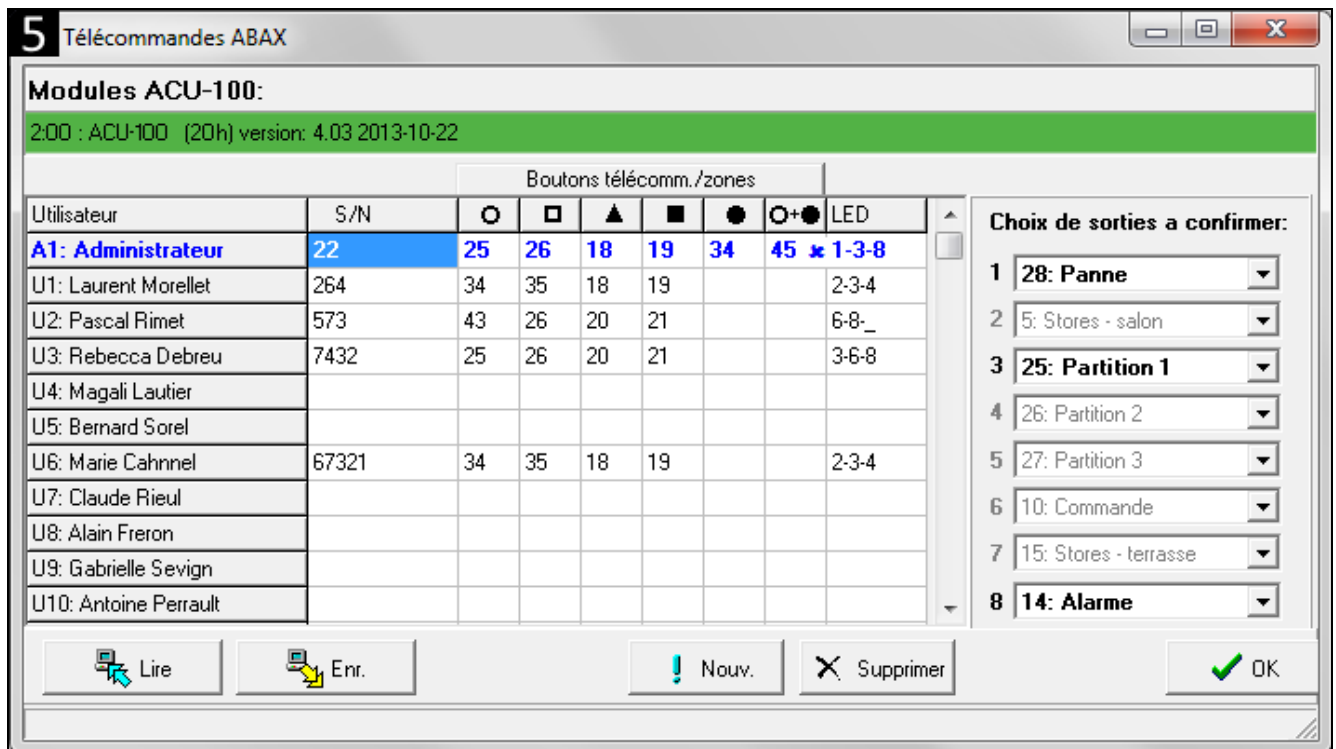 5 Télécommandes ABAX
Modules ACU-100:
2:00 : ACU-100 (20h) version: 4.03 2013-10-22
Boutons télécomm./zones
Utilisateur S/N ○ □ ▲ ■ ● ○+● LED
A1: Administrateur 22 25 26 18 19 34 45 × 1-3-8
U1: Laurent Morellet 264 34 35 18 19 2-3-4
U2: Pascal Rimet 573 43 26 20 21 6-8-_
U3: Rebecca Debreu 7432 25 26 20 21 3-6-8
U4: Magali Lautier
U5: Bernard Sorel
U6: Marie Cahnnel 67321 34 35 18 19 2-3-4
U7: Claude Rieul
U8: Alain Freron
U9: Gabrielle Sevign
U10: Antoine Perrault
Choix de sorties a confirmer:
1 28: Panne
2 5: Stores - salon
3 25: Partition 1
4 26: Partition 2
5 27: Partition 3
6 10: Commande
7 15: Stores - terrasse
8 14: Alarme
Lire Enr. Nouv. Supprimer OK